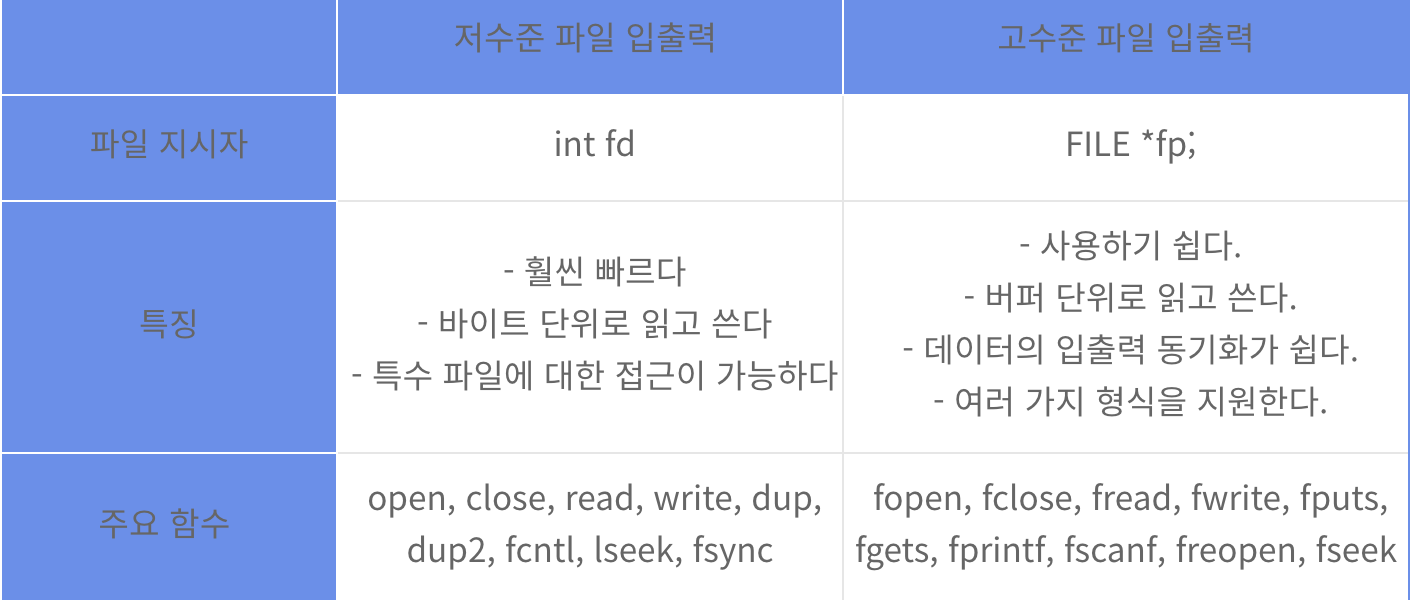 저수준 파일 입출력
고수준 파일 입출력
파일 지시자
int fd
FILE *fp;
특징
- 훨씬 빠르다
- 바이트 단위로 읽고 쓴다
- 특수 파일에 대한 접근이 가능하다
- 사용하기 쉽다.
- 버퍼 단위로 읽고 쓴다.
- 데이터의 입출력 동기화가 쉽다.
- 여러 가지 형식을 지원한다.
주요 함수
open, close, read, write, dup,
dup2, fcntl, lseek, fsync
fopen, fclose, fread, fwrite, fputs,
fgets, fprintf, fscanf, freopen, fseek